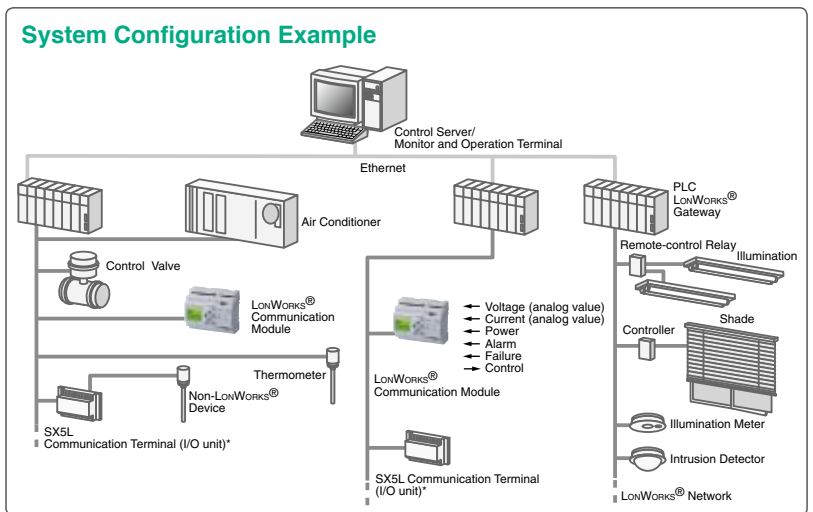 System Configuration Example
Control Server/
Monitor and Operation Terminal
Ethernet
Air Conditioner
PLC
LONWORKS®
Gateway
Remote-control Relay
Illumination
Control Valve
LONWORKS®
Communication
Module
Voltage (analog value)
Current (analog value)
Power
Alarm
Failure
Control
Controller
Shade
Thermometer
Non-LONWORKS®
Device
LONWORKS®
Communication Module
SX5L
Communication Terminal (I/O unit)*
Illumination Meter
Intrusion Detector
SX5L Communication Terminal
(I/O unit)*
LONWORKS® Network